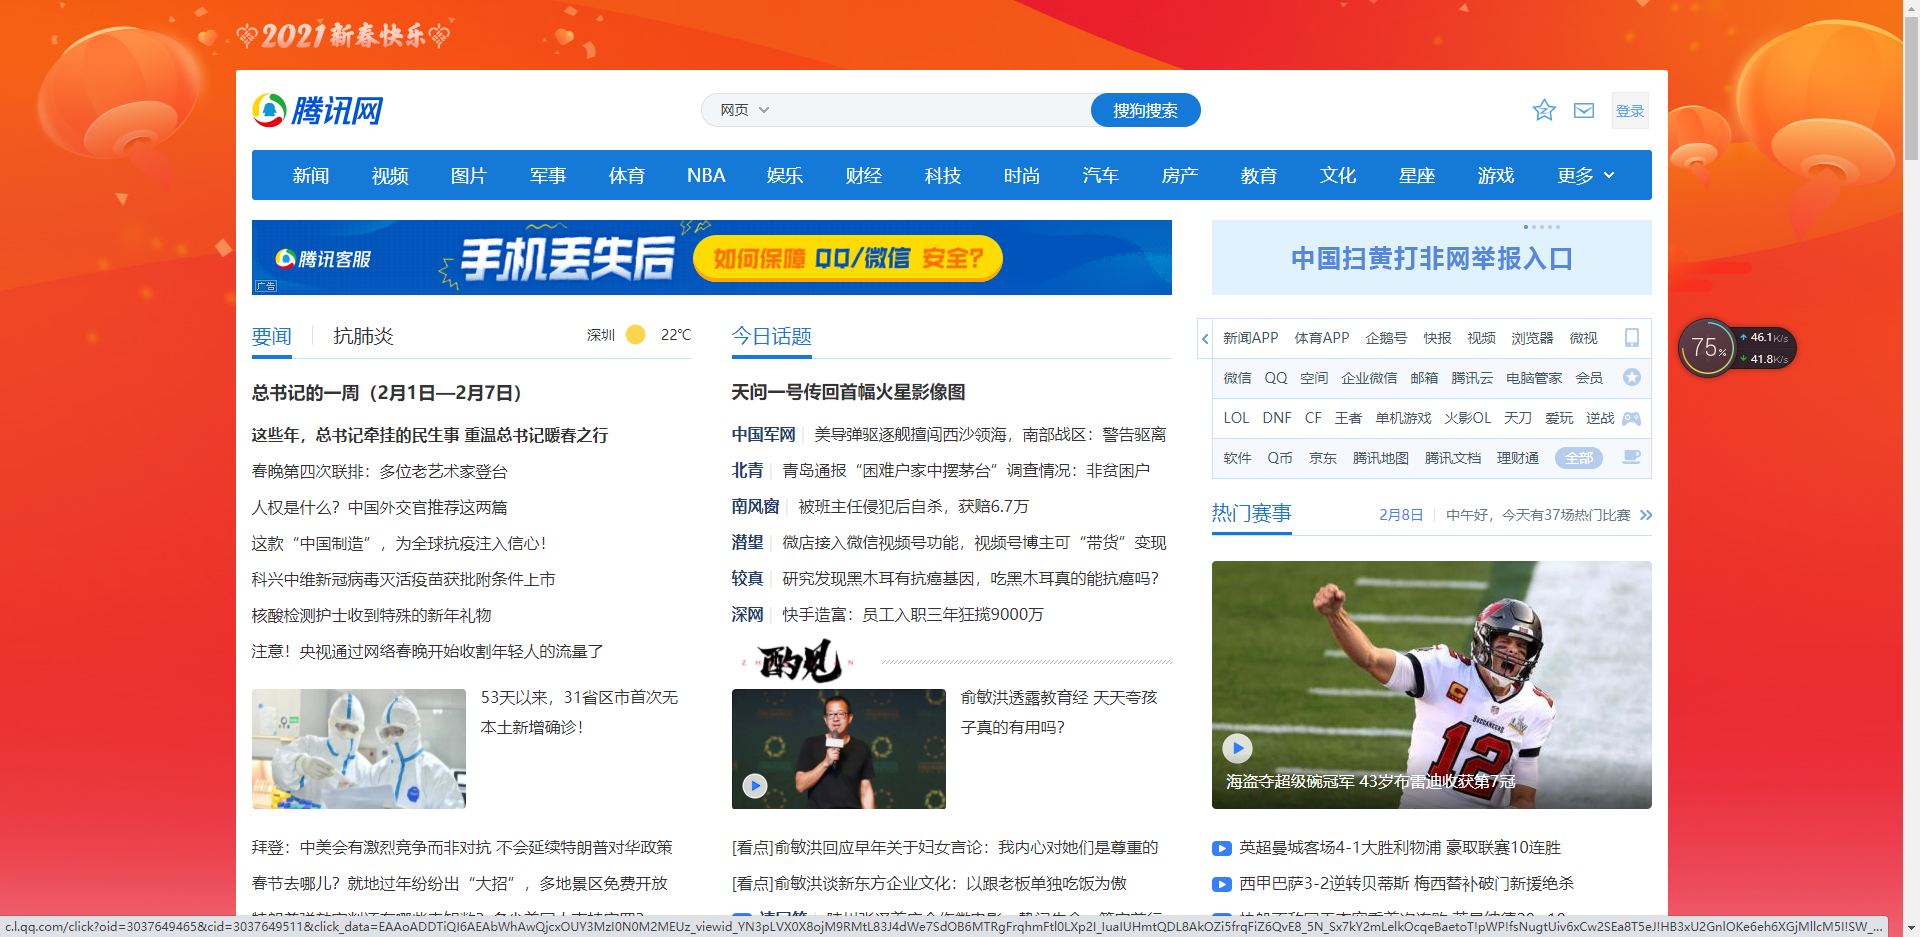 2021新春快乐
腾讯网
网页
搜狗搜索
登录
新闻 视频 图片 军事 体育 NBA 娱乐 财经 科技 时尚 汽车 房产 教育 文化 星座 游戏 更多
腾讯客服
手机丢失后
如何保障 QQ/微信 安全?
广告
中国扫黄打非网举报入口
要闻 抗肺炎 深圳 22℃
总书记的一周（2月1日—2月7日）
这些年，总书记牵挂的民生事 重温总书记暖春之行
春晚第四次联排：多位老艺术家登台
人权是什么？中国外交官推荐这两篇
这款“中国制造”，为全球抗疫注入信心！
科兴中维新冠病毒灭活疫苗获批附条件上市
核酸检测护士收到特殊的新年礼物
注意！央视通过网络春晚开始收割年轻人的流量了
53天以来，31省区市首次无
本土新增确诊！
拜登：中美会有激烈竞争而非对抗 不会延续特朗普对华政策
春节去哪儿？就地过年纷纷出“大招”，多地景区免费开放
今日话题
天问一号传回首幅火星影像图
中国军网 美导弹驱逐舰擅闯西沙领海，南部战区：警告驱离
北青 青岛通报“困难户家中摆茅台”调查情况：非贫困户
南风窗 被班主任侵犯后自杀，获赔6.7万
潜望 微店接入微信视频号功能，视频号博主可“带货”变现
较真 研究发现黑木耳有抗癌基因，吃黑木耳真的能抗癌吗？
深网 快手造富：员工入职三年狂揽9000万
酌见
俞敏洪透露教育经 天天夸孩
子真的有用吗？
[看点]俞敏洪回应早年关于妇女言论：我内心对她们是尊重的
[看点]俞敏洪谈新东方企业文化：以跟老板单独吃饭为傲
新闻APP 体育APP 企鹅号 快报 视频 浏览器 微视
微信 QQ 空间 企业微信 邮箱 腾讯云 电脑管家 会员
LOL DNF CF 王者 单机游戏 火影OL 天刀 爱玩 逆战
软件 Q币 京东 腾讯地图 腾讯文档 理财通 全部
热门赛事 2月8日 中午好，今天有37场热门比赛
BUCCANEERS
12
海盗夺超级碗冠军 43岁布雷迪收获第7冠
英超曼城客场4-1大胜利物浦 豪取联赛10连胜
西甲巴萨3-2逆转贝蒂斯 梅西替补破门新援绝杀
75%
46.1K/s
41.8K/s